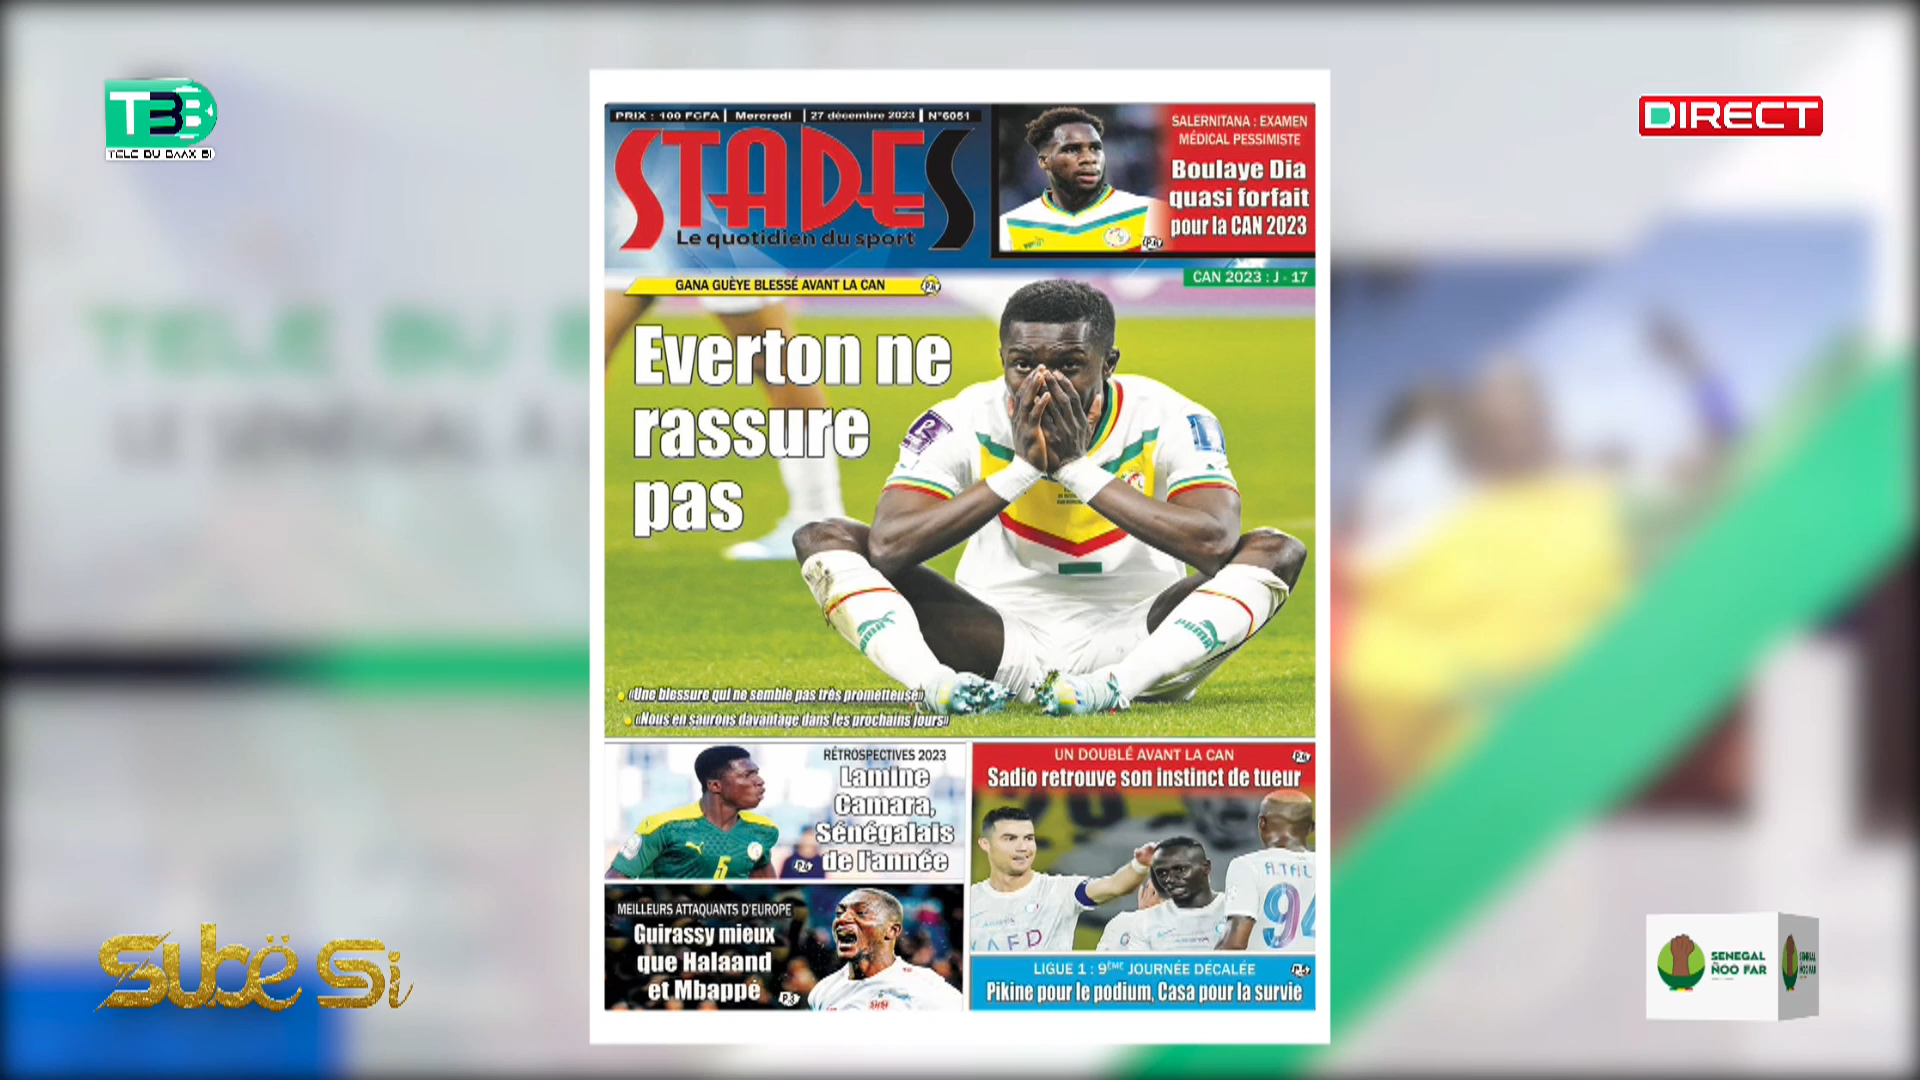 TBB
TELE DU BAAX BI
DIRECT
PRIX : 100 FCFA | Mercredi | 27 décembre 2023 | N°6051
STADES
Le quotidien du sport
SALERNITANA : EXAMEN
MÉDICAL PESSIMISTE
Boulaye Dia
quasi forfait
pour la CAN 2023
CAN 2023 : J - 17
GANA GUÈYE BLESSÉ AVANT LA CAN
Everton ne
rassure
pas
«Une blessure qui ne semble pas très prometteuse»
«Nous en saurons davantage dans les prochains jours»
RÉTROSPECTIVES 2023
Lamine
Camara,
Sénégalais
de l'année
5
MEILLEURS ATTAQUANTS D'EUROPE
Guirassy mieux
que Halaand
et Mbappé
P.3
UN DOUBLÉ AVANT LA CAN
Sadio retrouve son instinct de tueur
LIGUE 1 : 9ÈME JOURNÉE DÉCALÉE
Pikine pour le podium, Casa pour la survie
Subë Si
SENEGAL
ÑOO FAR